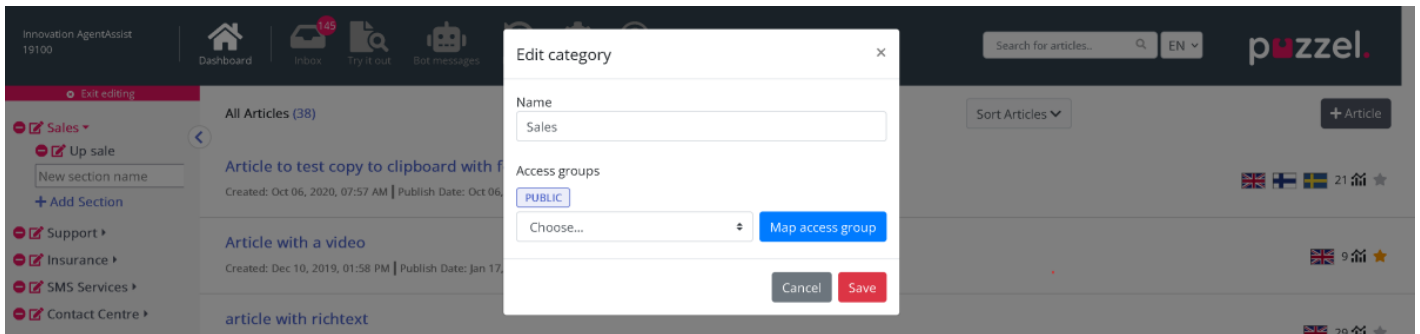 Innovation AgentAssist
19100
Dashboard
Inbox
145
Try it out
Bot messages
Search for articles..
EN
puzzel.
Exit editing
Sales
Up sale
New section name
+ Add Section
Support
Insurance
SMS Services
Contact Centre
All Articles (38)
Sort Articles
+ Article
Article to test copy to clipboard with f
Created: Oct 06, 2020, 07:57 AM | Publish Date: Oct 06,
21
Article with a video
Created: Dec 10, 2019, 01:58 PM | Publish Date: Jan 17,
9
article with richtext
29
Edit category
×
Name
Sales
Access groups
PUBLIC
Choose...
Map access group
Cancel
Save